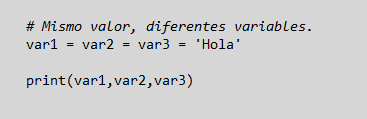 # Mismo valor, diferentes variables.
var1 = var2 = var3 = 'Hola'
print(var1,var2,var3)